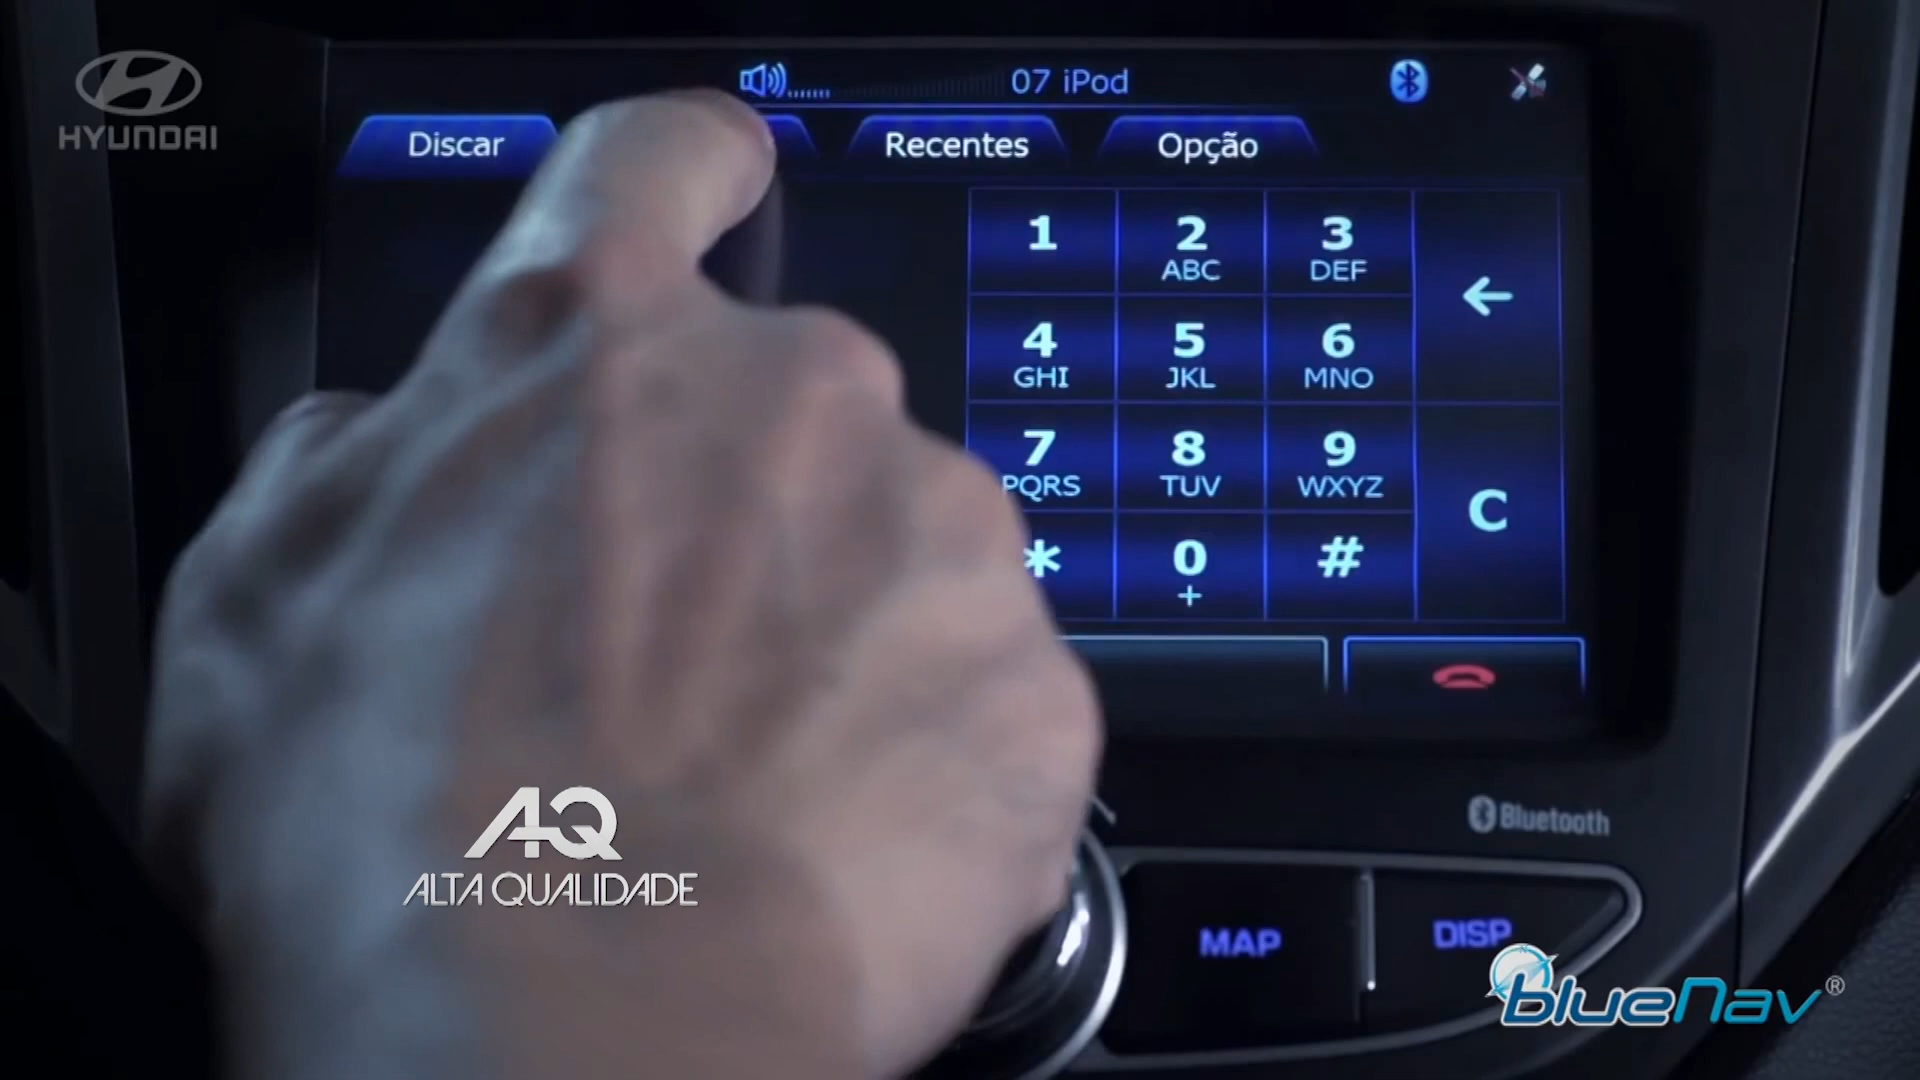 HYUNDAI
07 iPod
Discar
Recentes
Opção
1
2
ABC
3
DEF
4
GHI
5
JKL
6
MNO
7
PQRS
8
TUV
9
WXYZ
C
*
0
+
#
Bluetooth
AQ
ALTA QUALIDADE
MAP
DISP
blueNav®